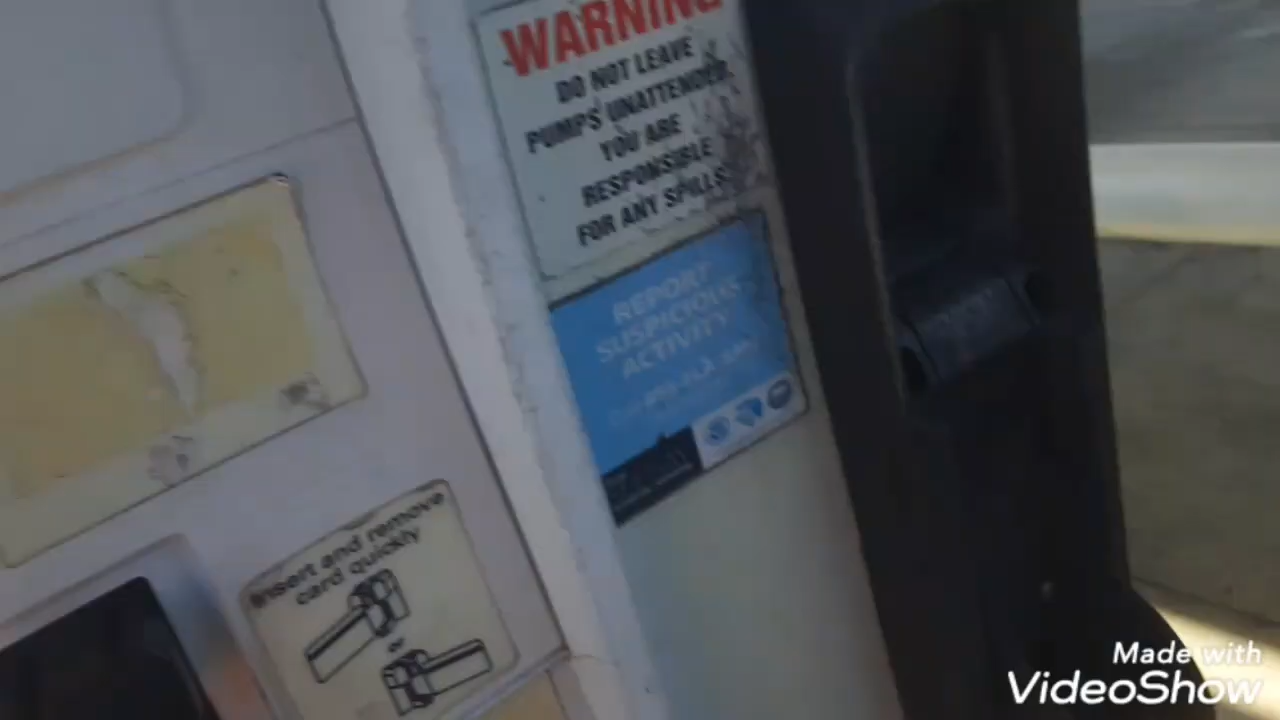 WARNING
DO NOT LEAVE
PUMPS UNATTENDED.
YOU ARE
RESPONSIBLE
FOR ANY SPILLS
REPORT
SUSPICIOUS
ACTIVITY
Insert and remove
card quickly
or
Made with
VideoShow